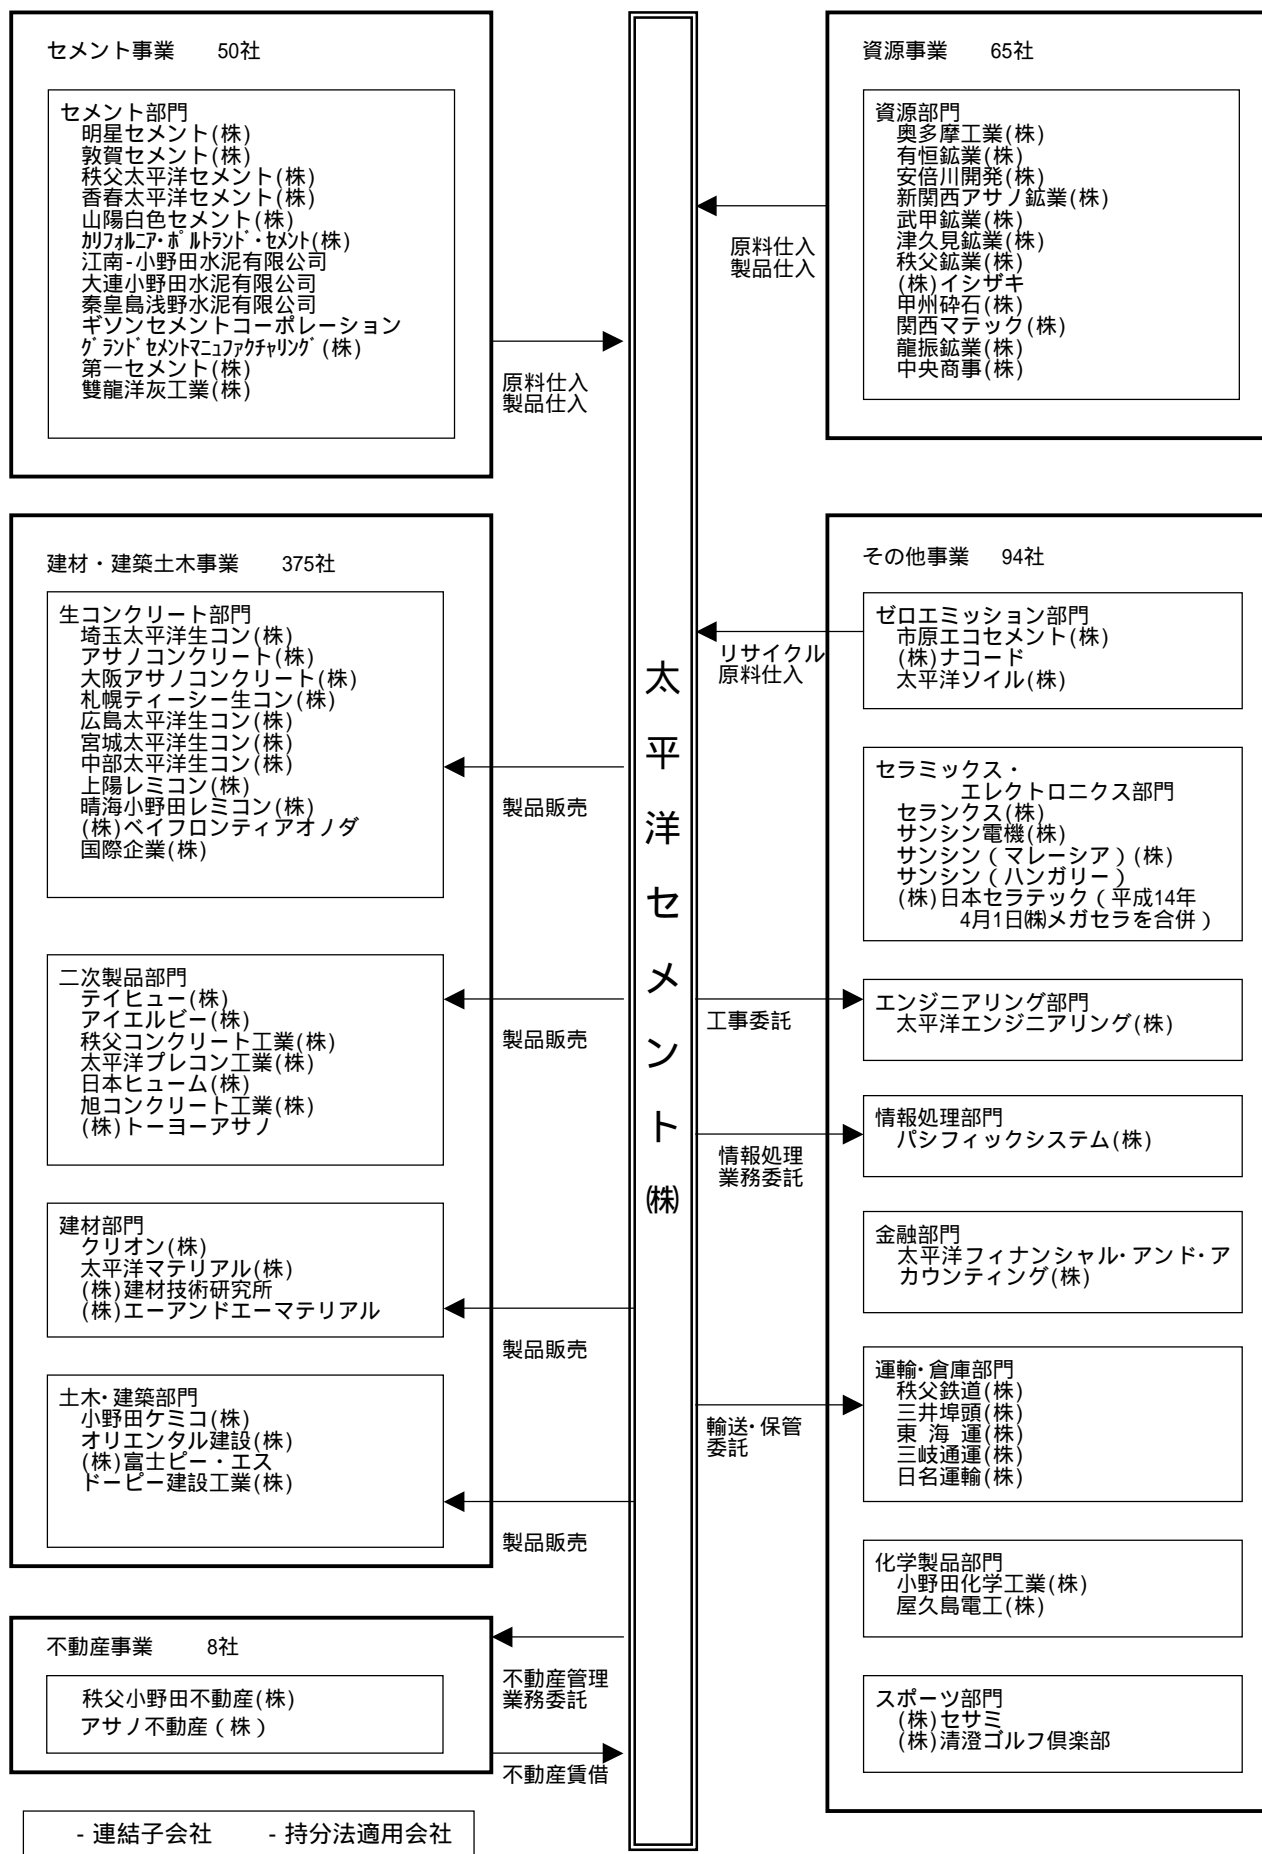 セメント事業　50社
セメント部門
明星セメント(株)
敦賀セメント(株)
秩父太平洋セメント(株)
香春太平洋セメント(株)
山陽白色セメント(株)
ｶﾘﾌｫﾙﾆｱ･ﾎﾟﾙﾄﾗﾝﾄﾞ･ｾﾒﾝﾄ(株)
江南-小野田水泥有限公司
大連小野田水泥有限公司
秦皇島浅野水泥有限公司
ギソンセメントコーポレーション
ｸﾞﾗﾝﾄﾞｾﾒﾝﾄﾏﾆｭﾌｧｸﾁｬﾘﾝｸﾞ(株)
第一セメント(株)
雙龍洋灰工業(株)
原料仕入
製品仕入
資源事業　65社
資源部門
奥多摩工業(株)
有恒鉱業(株)
安倍川開発(株)
新関西アサノ鉱業(株)
武甲鉱業(株)
津久見鉱業(株)
秩父鉱業(株)
(株)イシザキ
甲州砕石(株)
関西マテック(株)
龍振鉱業(株)
中央商事(株)
原料仕入
製品仕入
太平洋セメント㈱
建材・建築土木事業　375社
生コンクリート部門
埼玉太平洋生コン(株)
アサノコンクリート(株)
大阪アサノコンクリート(株)
札幌ティーシー生コン(株)
広島太平洋生コン(株)
宮城太平洋生コン(株)
中部太平洋生コン(株)
上陽レミコン(株)
晴海小野田レミコン(株)
(株)ベイフロンティアオノダ
国際企業(株)
製品販売
二次製品部門
テイヒュー(株)
アイエルビー(株)
秩父コンクリート工業(株)
太平洋プレコン工業(株)
日本ヒューム(株)
旭コンクリート工業(株)
(株)トーヨーアサノ
製品販売
建材部門
クリオン(株)
太平洋マテリアル(株)
(株)建材技術研究所
(株)エーアンドエーマテリアル
製品販売
土木・建築部門
小野田ケミコ(株)
オリエンタル建設(株)
(株)富士ピー・エス
ドーピー建設工業(株)
製品販売
不動産事業　8社
秩父小野田不動産(株)
アサノ不動産（株）
不動産管理
業務委託
不動産賃借
その他事業　94社
ゼロエミッション部門
市原エコセメント(株)
(株)ナコード
太平洋ソイル(株)
リサイクル
原料仕入
セラミックス・
エレクトロニクス部門
セランクス(株)
サンシン電機(株)
サンシン（マレーシア）(株)
サンシン（ハンガリー）
(株)日本セラテック（平成14年
4月1日㈱メガセラを合併）
エンジニアリング部門
太平洋エンジニアリング(株)
工事委託
情報処理部門
パシフィックシステム(株)
情報処理
業務委託
金融部門
太平洋フィナンシャル・アンド・ア
カウンティング(株)
運輸・倉庫部門
秩父鉄道(株)
三井埠頭(株)
東 海 運(株)
三岐通運(株)
日名運輸(株)
輸送・保管
委託
化学製品部門
小野田化学工業(株)
屋久島電工(株)
スポーツ部門
(株)セサミ
(株)清澄ゴルフ倶楽部
- 連結子会社　- 持分法適用会社